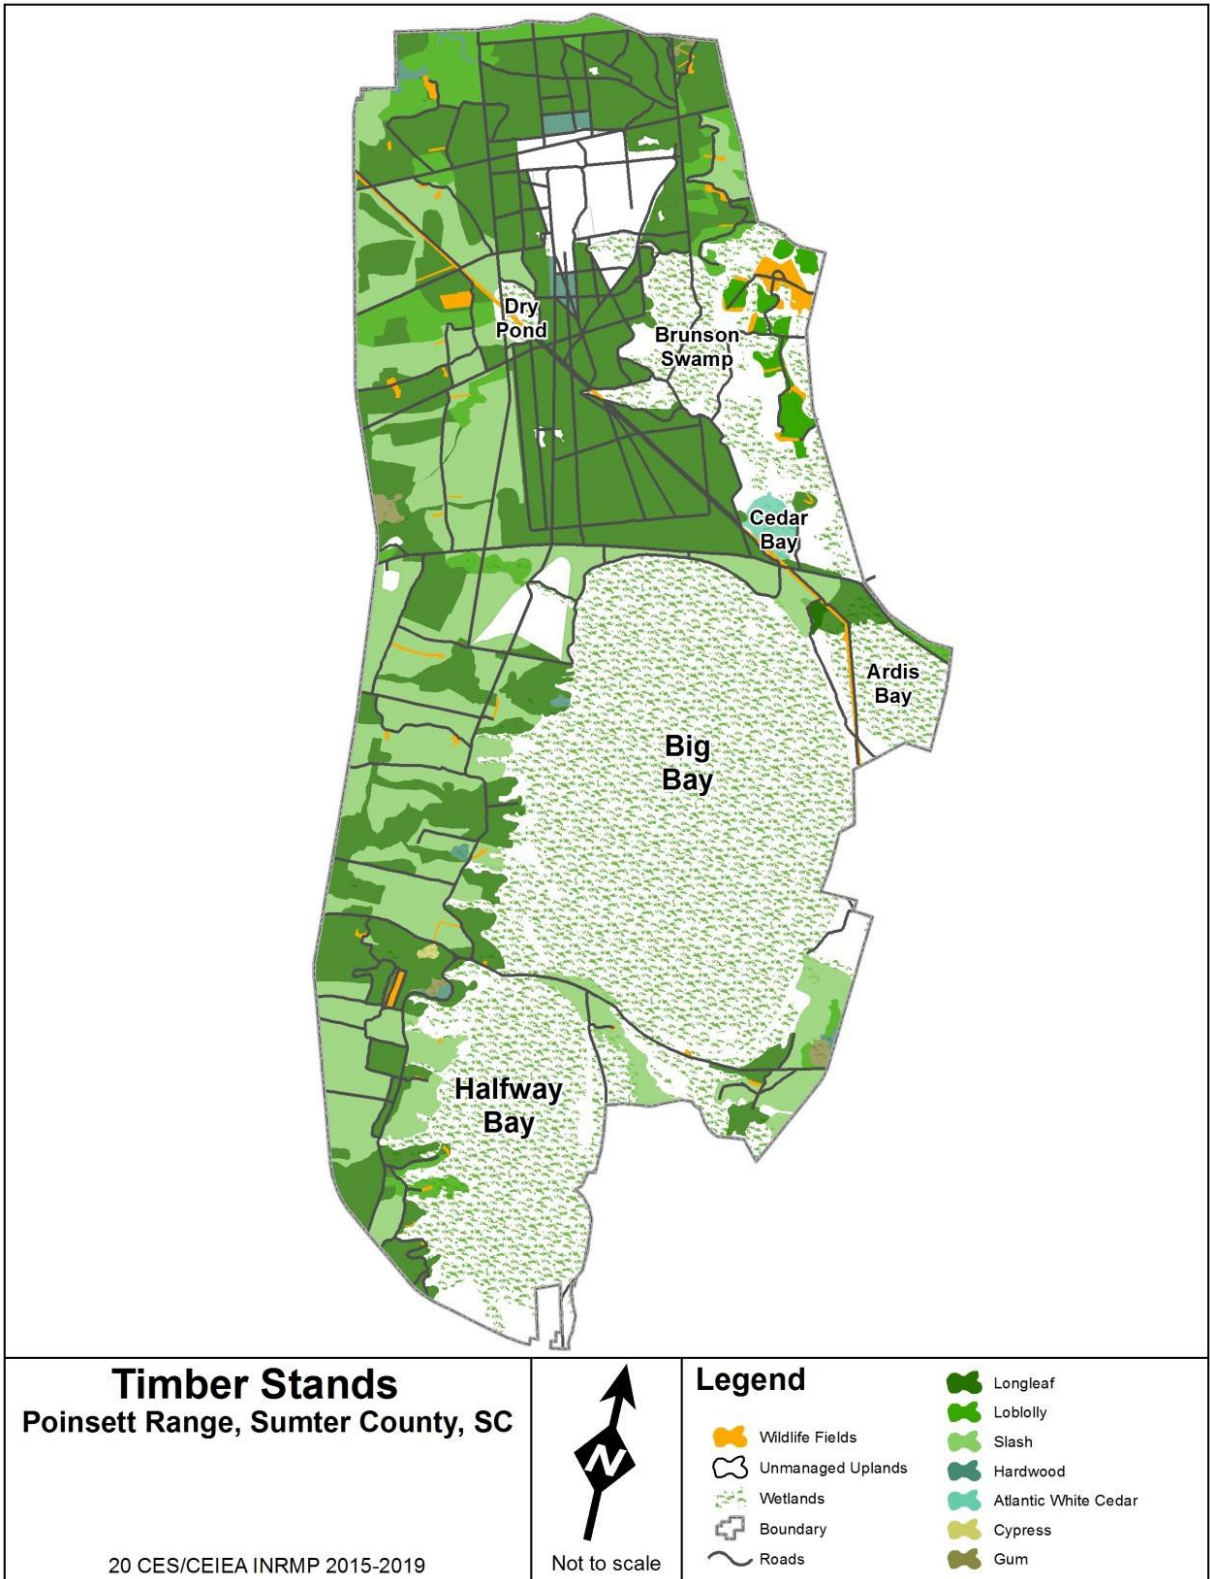 Dry
Pond
Brunson
Swamp
Cedar
Bay
Ardis
Bay
Big
Bay
Halfway
Bay
Timber Stands
Poinsett Range, Sumter County, SC
20 CES/CEIEA INRMP 2015-2019
N
Not to scale
Legend
Wildlife Fields
Unmanaged Uplands
Wetlands
Boundary
Roads
Longleaf
Loblolly
Slash
Hardwood
Atlantic White Cedar
Cypress
Gum